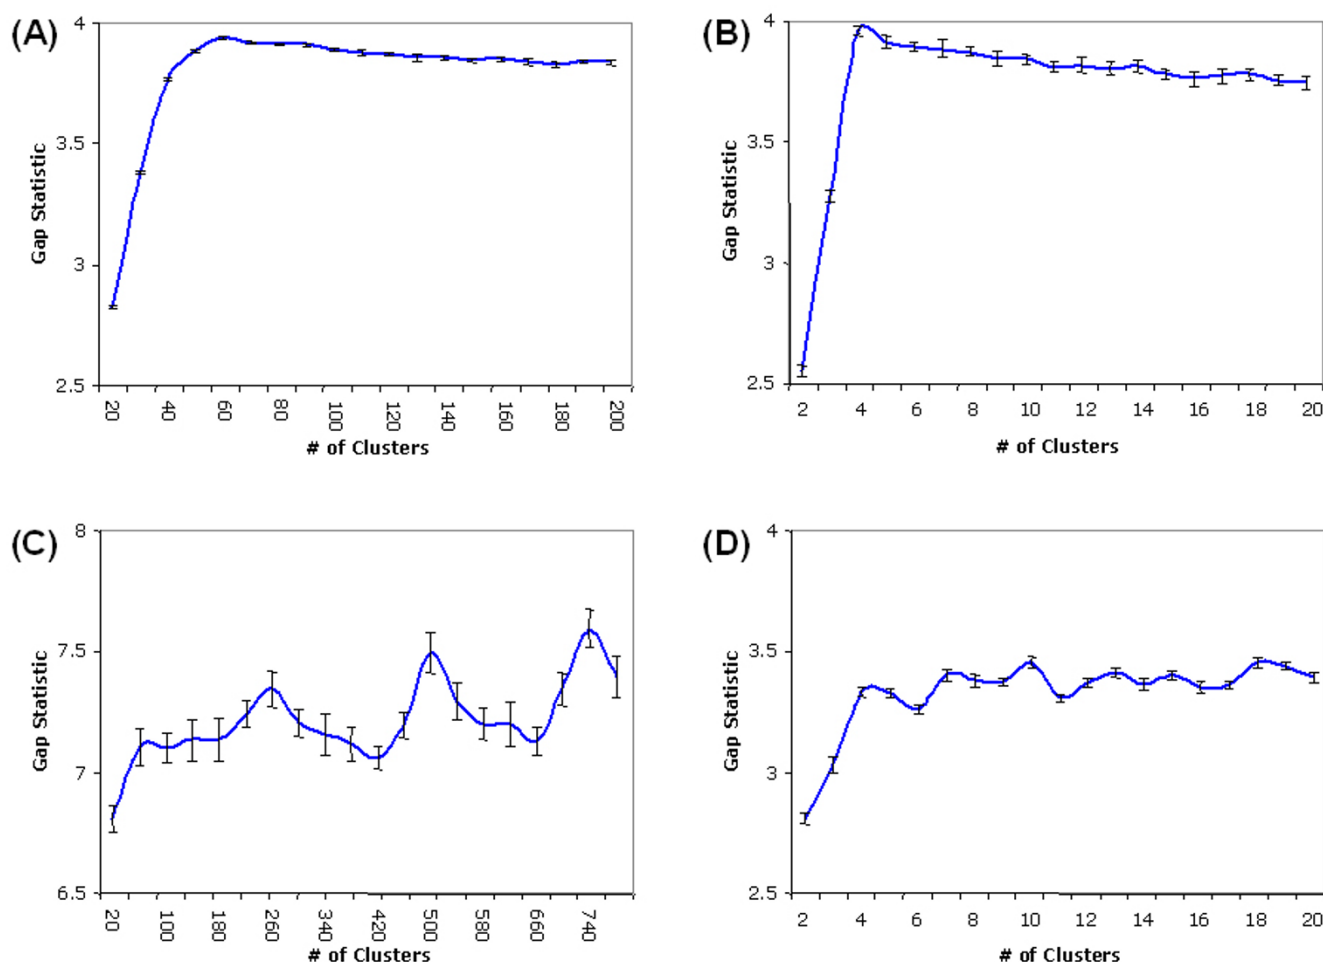 (A)
4
3.5
3
2.5
Gap Statistic
20 40 60 80 100 120 140 160 180 200
# of Clusters
(B)
4
3.5
3
2.5
Gap Statistic
2 4 6 8 10 12 14 16 18 20
# of Clusters
(C)
8
7.5
7
6.5
Gap Statistic
20 100 180 260 340 420 500 580 660 740
# of Clusters
(D)
4
3.5
3
2.5
Gap Statistic
2 4 6 8 10 12 14 16 18 20
# of Clusters